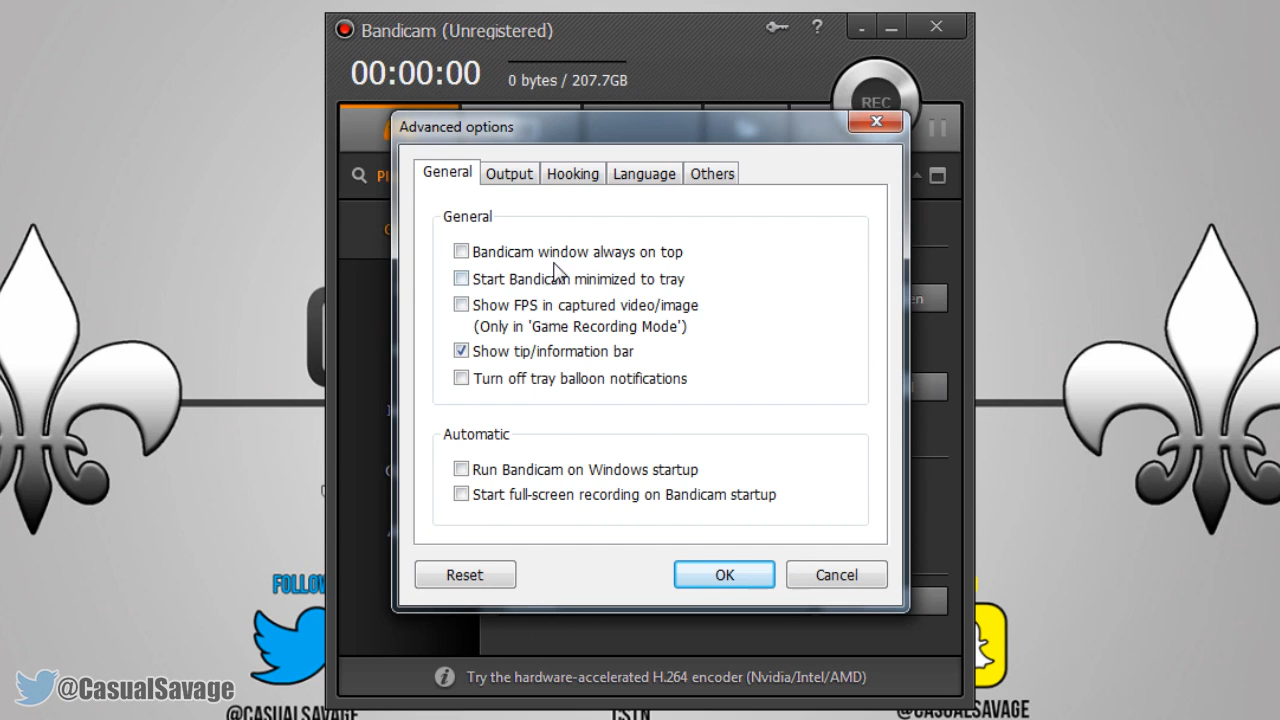 Bandicam (Unregistered)
?
00:00:00
0 bytes / 207.7GB
REC
Advanced options
General
Output
Hooking
Language
Others
General
Bandicam window always on top
Start Bandicam minimized to tray
Show FPS in captured video/image
(Only in 'Game Recording Mode')
Show tip/information bar
Turn off tray balloon notifications
Automatic
Run Bandicam on Windows startup
Start full-screen recording on Bandicam startup
Reset
OK
Cancel
Try the hardware-accelerated H.264 encoder (Nvidia/Intel/AMD)
@CasualSavage
@CASUALSAVAGE